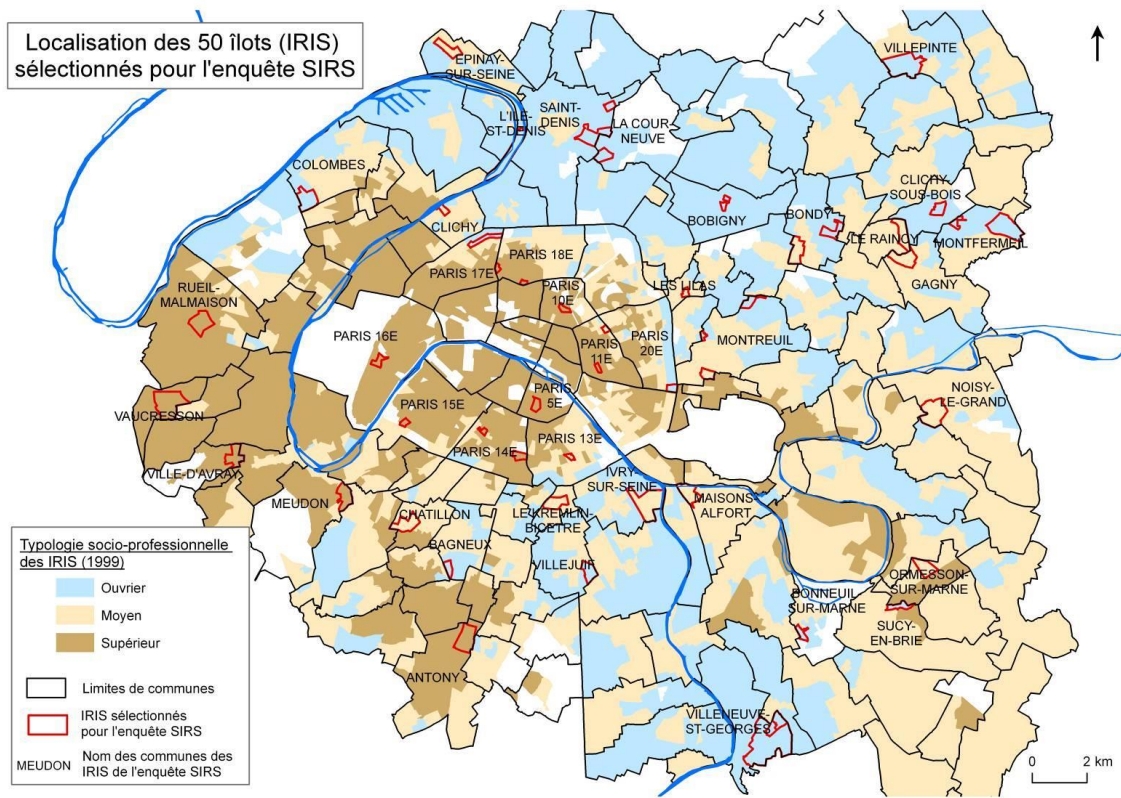 Localisation des 50 îlots (IRIS)
sélectionnés pour l'enquête SIRS
VILLEPINTE
EPINAY-
SUR-SEINE
L'ILE-
ST-DENIS
SAINT-
DENIS
LA COUR-
NEUVE
COLOMBES
CLICHY-
SOUS-BOIS
BOBIGNY
BONDY
CLICHY
LE RAINCY
MONTFERMEIL
PARIS 18E
PARIS 17E
RUEIL-
MALMAISON
PARIS
10E
LES LILAS
GAGNY
PARIS 16E
PARIS
11E
PARIS
20E
MONTREUIL
NOISY-
LE-GRAND
VAUCRESSON
PARIS 15E
PARIS
5E
PARIS 14E
PARIS 13E
VILLE-D'AVRAY
IVRY-
SUR-SEINE
MEUDON
CHATILLON
LE KREMLIN-
BICETRE
MAISONS-
ALFORT
BAGNEUX
VILLEJUIF
ORMESSON-
SUR-MARNE
BONNEUIL
SUR-MARNE
SUCY-
EN-BRIE
ANTONY
VILLENEUVE-
ST-GEORGES
Typologie socio-professionnelle
des IRIS (1999)
Ouvrier
Moyen
Supérieur
Limites de communes
IRIS sélectionnés
pour l'enquête SIRS
MEUDON Nom des communes des
IRIS de l'enquête SIRS
0 2 km